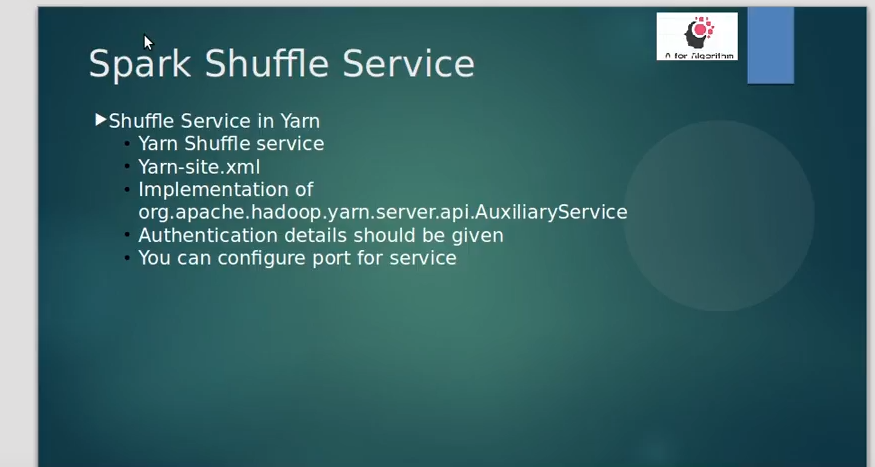 A for Algorithm
Spark Shuffle Service
Shuffle Service in Yarn
Yarn Shuffle service
Yarn-site.xml
Implementation of
org.apache.hadoop.yarn.server.api.AuxiliaryService
Authentication details should be given
You can configure port for service